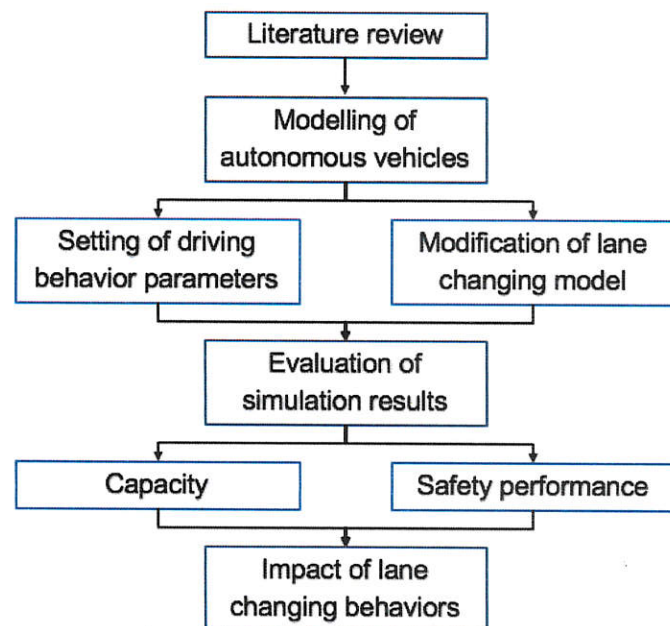 Literature review
Modelling of
autonomous vehicles
Setting of driving
behavior parameters
Modification of lane
changing model
Evaluation of
simulation results
Capacity
Safety performance
Impact of lane
changing behaviors